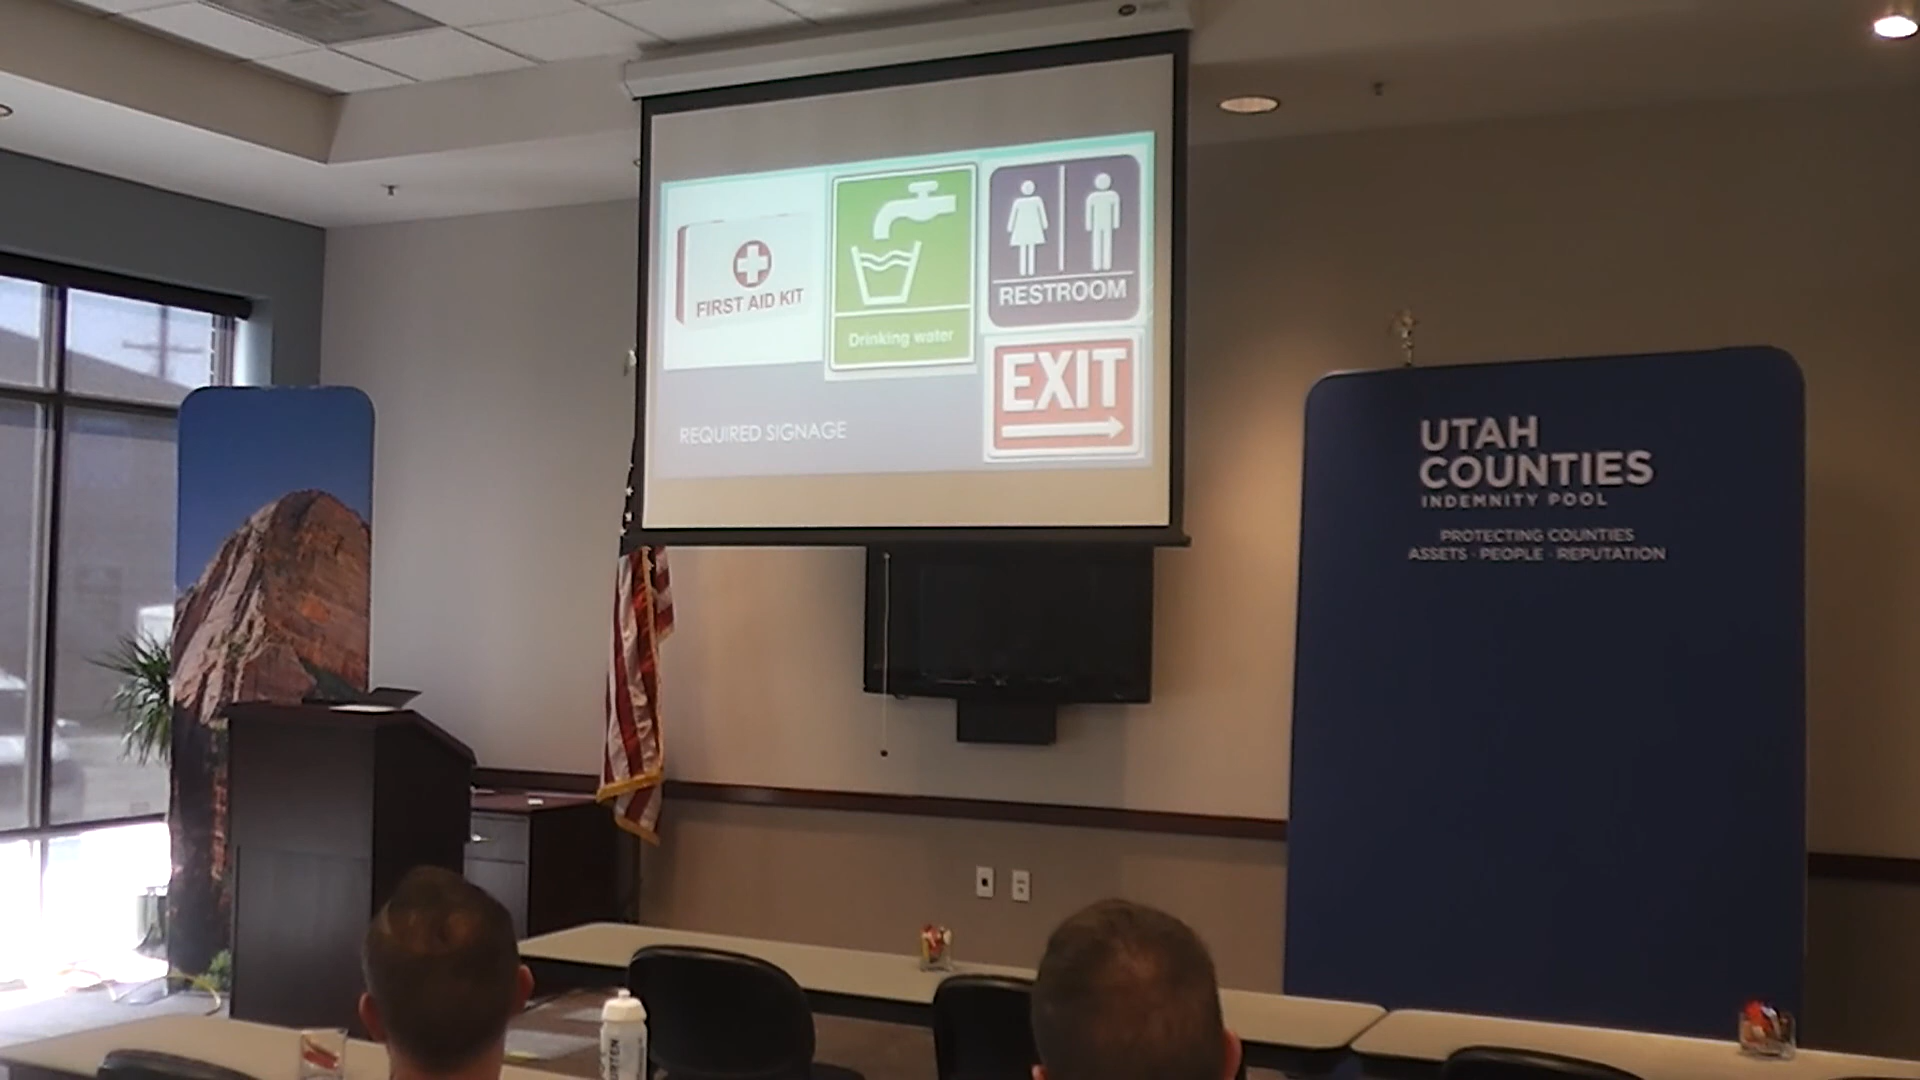 FIRST AID KIT
Drinking water
RESTROOM
EXIT
REQUIRED SIGNAGE
UTAH
COUNTIES
INDEMNITY POOL
PROTECTING COUNTIES
ASSETS · PEOPLE · REPUTATION